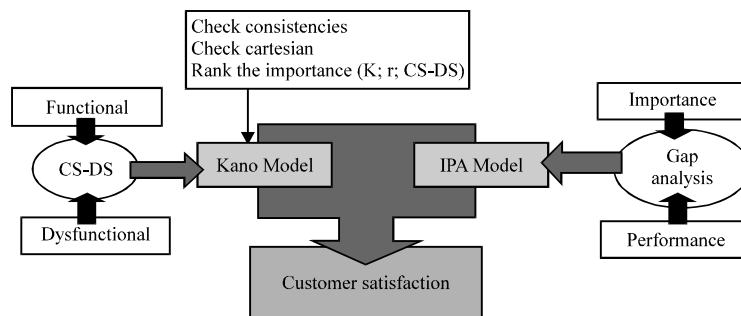 Check consistencies
Check cartesian
Rank the importance (K; r; CS-DS)
Functional
Importance
CS-DS
Kano Model
IPA Model
Gap
analysis
Dysfunctional
Performance
Customer satisfaction